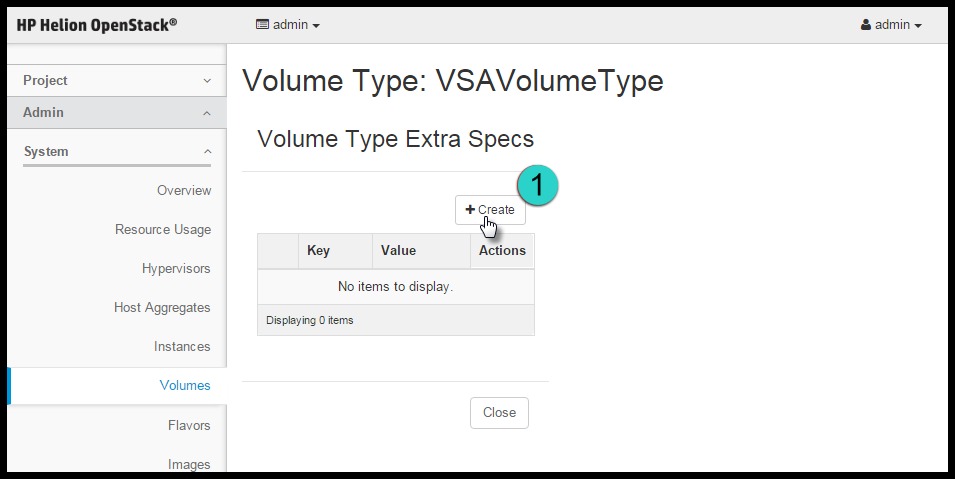 HP Helion OpenStack® admin admin
Project
Admin
System
Overview
Resource Usage
Hypervisors
Host Aggregates
Instances
Volumes
Flavors
Images
Volume Type: VSAVolumeType
Volume Type Extra Specs
1
Create
Key Value Actions
No items to display.
Displaying 0 items
Close